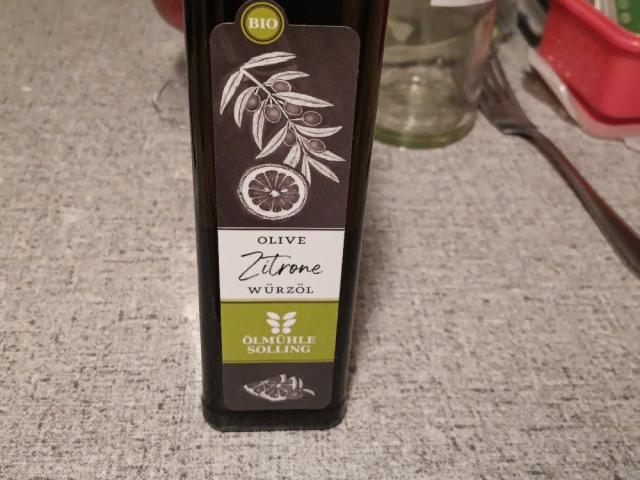 BIO
OLIVE
Zitrone
WÜRZÖL
ÖLMÜHLE
SOLLING